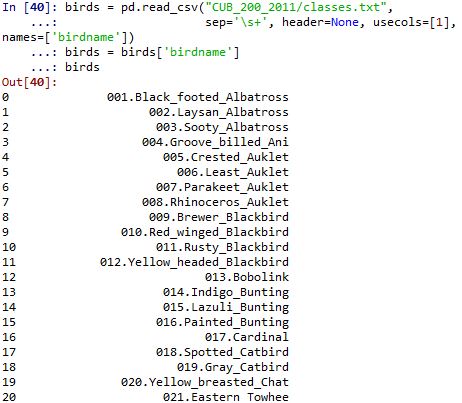 In [40]: birds = pd.read_csv("CUB_200_2011/classes.txt",
    ...:                     sep='\s+', header=None, usecols=[1],
names=['birdname'])
    ...: birds = birds['birdname']
    ...: birds
Out[40]:
0      001.Black_footed_Albatross
1            002.Laysan_Albatross
2             003.Sooty_Albatross
3           004.Groove_billed_Ani
4              005.Crested_Auklet
5                006.Least_Auklet
6             007.Parakeet_Auklet
7           008.Rhinoceros_Auklet
8            009.Brewer_Blackbird
9        010.Red_winged_Blackbird
10            011.Rusty_Blackbird
11    012.Yellow_headed_Blackbird
12                   013.Bobolink
13             014.Indigo_Bunting
14             015.Lazuli_Bunting
15            016.Painted_Bunting
16                   017.Cardinal
17            018.Spotted_Catbird
18               019.Gray_Catbird
19       020.Yellow_breasted_Chat
20             021.Eastern_Towhee